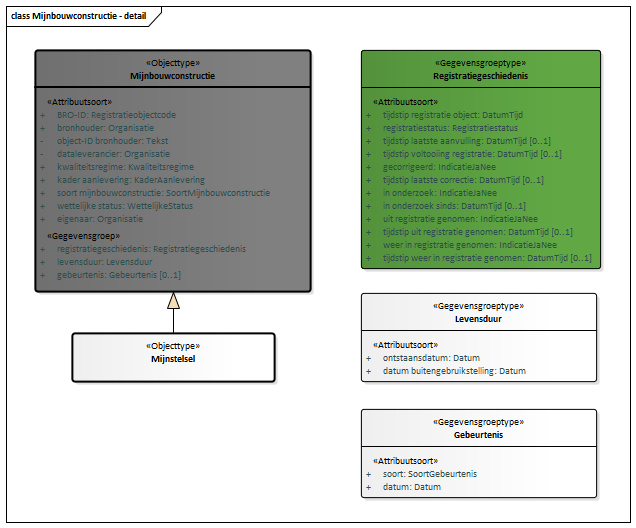 class Mijnbouwconstructie - detail
«Objecttype»
Mijnbouwconstructie
«Attribuutsoort»
+ BRO-ID: Registratieobjectcode
+ bronhouder: Organisatie
- object-ID bronhouder: Tekst
- dataleverancier: Organisatie
+ kwaliteitsregime: Kwaliteitsregime
+ kader aanlevering: KaderAanlevering
+ soort mijnbouwconstructie: SoortMijnbouwconstructie
+ wettelijke status: WettelijkeStatus
+ eigenaar: Organisatie
«Gegevensgroep»
+ registratiegeschiedenis: Registratiegeschiedenis
+ levensduur: Levensduur
+ gebeurtenis: Gebeurtenis [0..1]
«Objecttype»
Mijnstelsel
«Gegevensgroeptype»
Registratiegeschiedenis
«Attribuutsoort»
+ tijdstip registratie object: DatumTijd
+ registratiestatus: Registratiestatus
+ tijdstip laatste aanvulling: DatumTijd [0..1]
+ tijdstip voltooiing registratie: DatumTijd [0..1]
+ gecorrigeerd: IndicatieJaNee
+ tijdstip laatste correctie: DatumTijd [0..1]
+ in onderzoek: IndicatieJaNee
+ in onderzoek sinds: DatumTijd [0..1]
+ uit registratie genomen: IndicatieJaNee
+ tijdstip uit registratie genomen: DatumTijd [0..1]
+ weer in registratie genomen: IndicatieJaNee
+ tijdstip weer in registratie genomen: DatumTijd [0..1]
«Gegevensgroeptype»
Levensduur
«Attribuutsoort»
+ ontstaansdatum: Datum
+ datum buitengebruikstelling: Datum
«Gegevensgroeptype»
Gebeurtenis
«Attribuutsoort»
+ soort: SoortGebeurtenis
+ datum: Datum